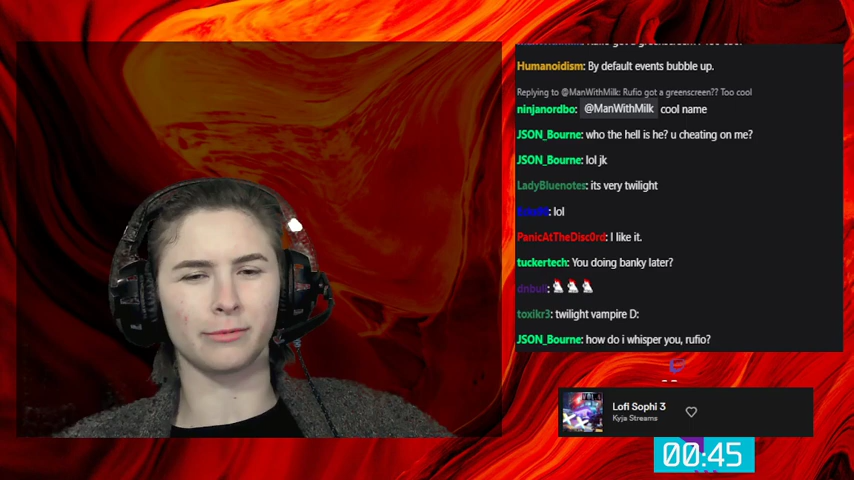 Humanoidism: By default events bubble up.
Replying to @ManWithMilk: Rufio got a greenscreen?? Too cool
ninjanordbo: @ManWithMilk cool name
JSON_Bourne: who the hell is he? u cheating on me?
JSON_Bourne: lol jk
LadyBluenotes: its very twilight
: lol
PanicAtTheDisc0rd: I like it.
tuckertech: You doing banky later?
dnbull:
toxikr3: twilight vampire D:
JSON_Bourne: how do i whisper you, rufio?
Lofi Sophi 3
Kyja Streams
00:45